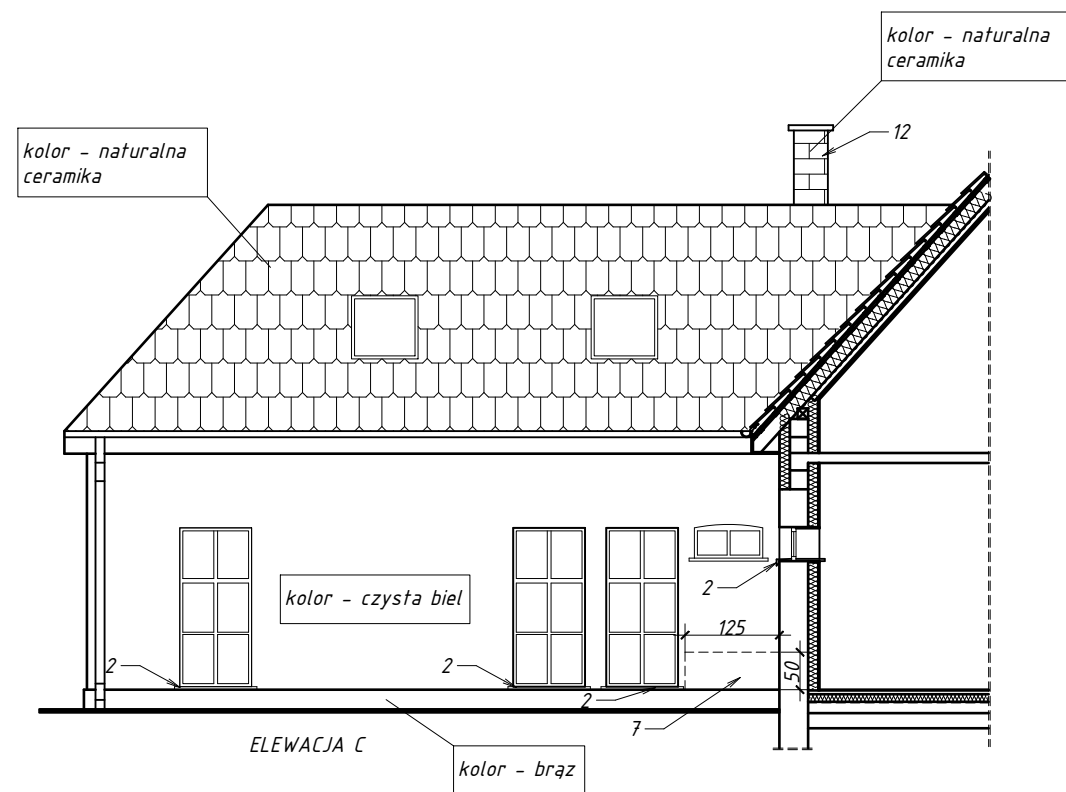 kolor - naturalna
ceramika
12
kolor - naturalna
ceramika
kolor - czysta biel
2
125
2
2
50
2
7
ELEWACJA C
kolor - brąz